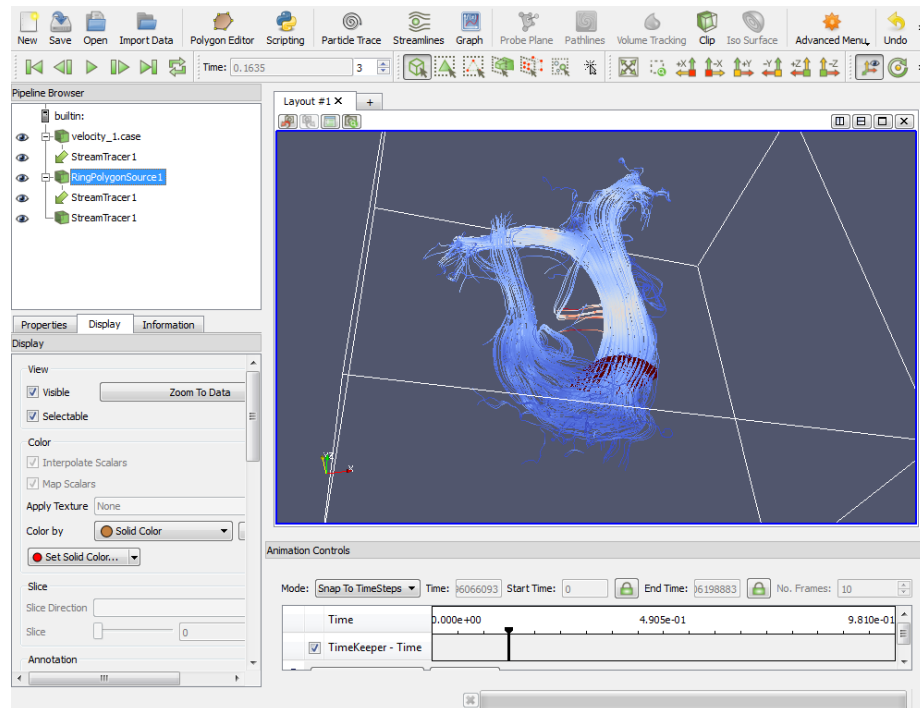 New Save Open Import Data Polygon Editor Scripting Particle Trace Streamlines Graph Probe Plane Pathlines Volume Tracking Clip Iso Surface Advanced Menu Undo
Time: 0.1635 3 +X -X +Y -Y +Z -Z
Pipeline Browser
Layout #1 X +
builtin:
velocity_1.case
StreamTracer1
RingPolygonSource1
StreamTracer1
StreamTracer1
Properties Display Information
Display
View
Visible Zoom To Data
Selectable
Color
Interpolate Scalars
Map Scalars
Apply Texture None
Color by Solid Color
Set Solid Color...
Slice
Slice Direction
Slice 0
Annotation
YZ X
Animation Controls
Mode: Snap To TimeSteps Time: 06066093 Start Time: 0 End Time: 06198883 No. Frames: 10
Time 0.000e+00 4.905e-01 9.810e-01
TimeKeeper - Time